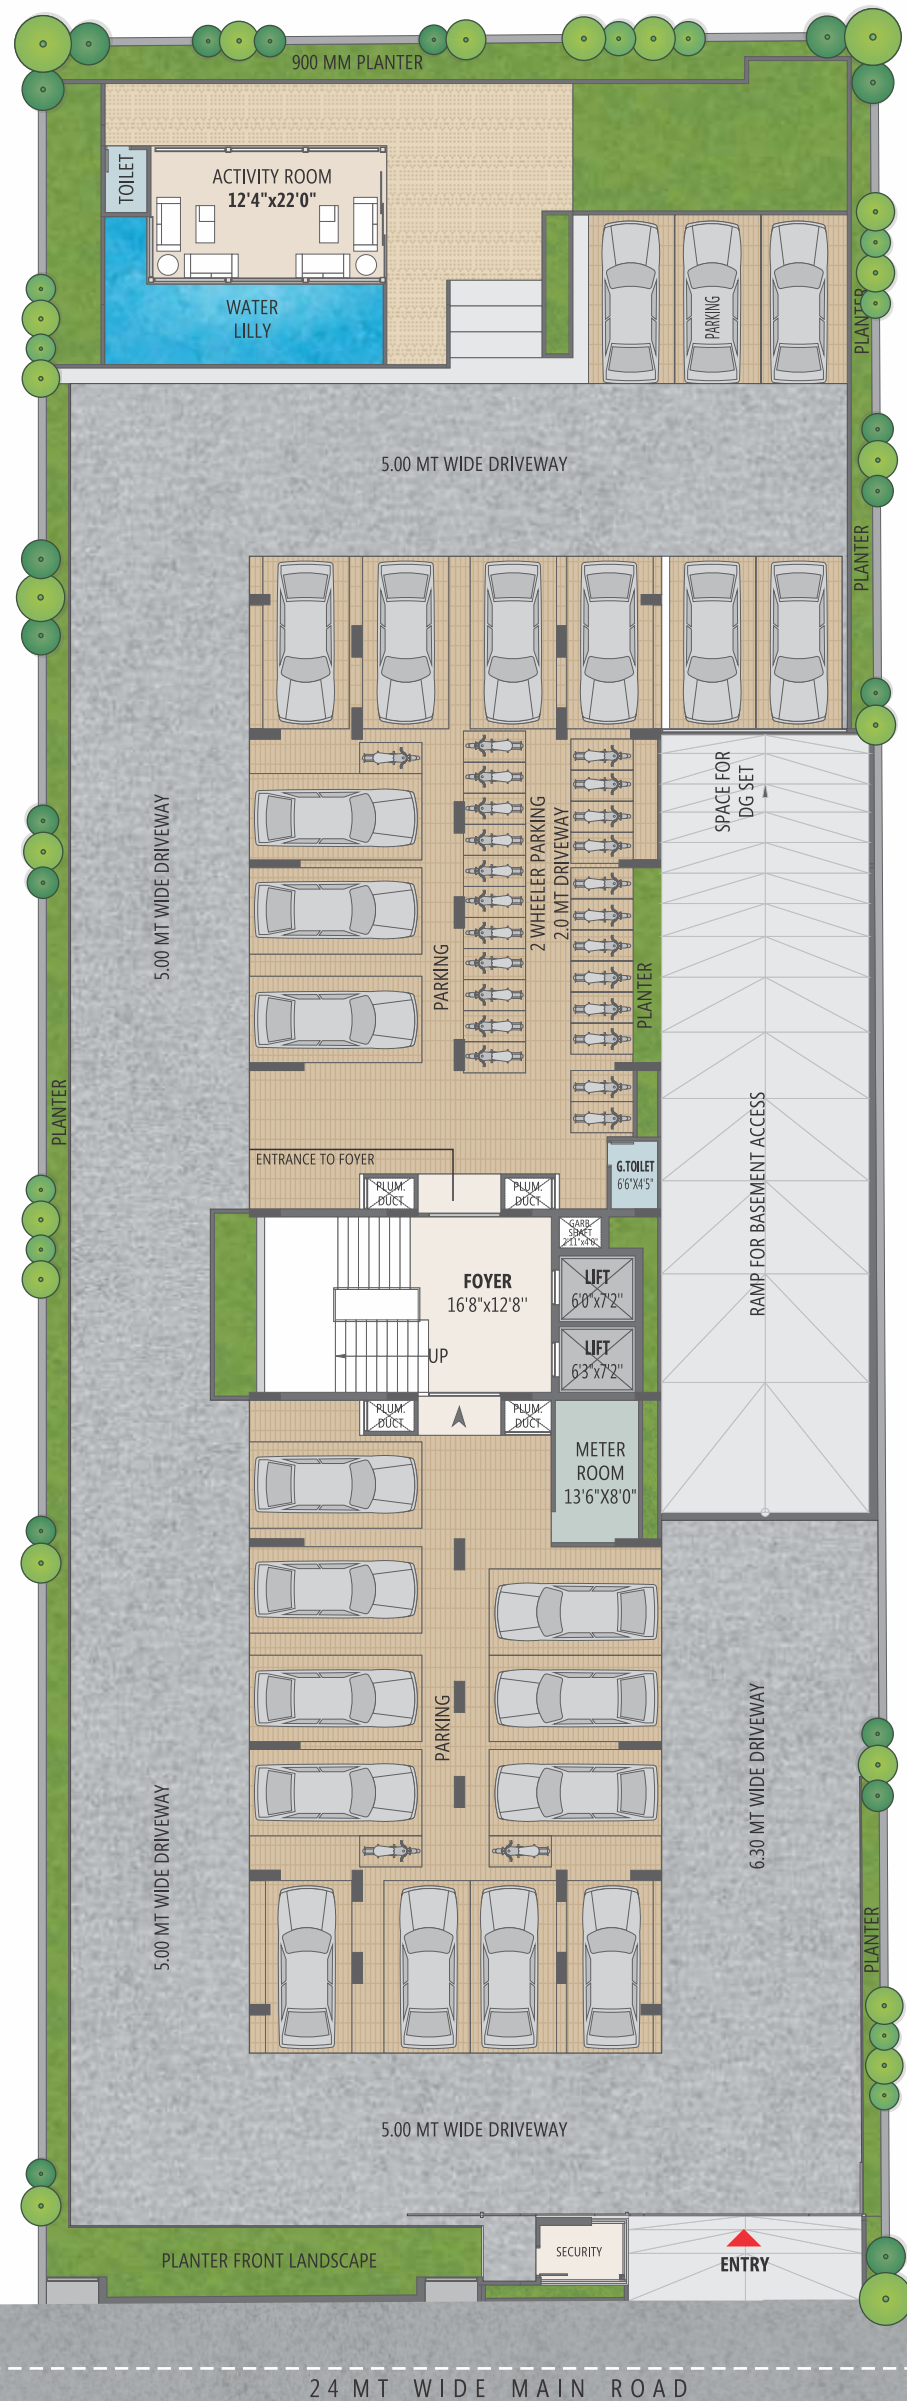 900 MM PLANTER
TOILET
ACTIVITY ROOM
12'4"x22'0"
WATER
LILLY
PARKING
PLANTER
5.00 MT WIDE DRIVEWAY
PLANTER
SPACE FOR
DG SET
5.00 MT WIDE DRIVEWAY
2 WHEELER PARKING
2.0 MT DRIVEWAY
PARKING
PLANTER
PLANTER
RAMP FOR BASEMENT ACCESS
ENTRANCE TO FOYER
G.TOILET
6'6"X4'5"
PLUM.
DUCT
PLUM.
DUCT
GARB.
SHAFT
2'11"x4'0"
FOYER
16'8"x12'8"
LIFT
6'0"x7'2"
LIFT
6'3"x7'2"
UP
PLUM.
DUCT
PLUM.
DUCT
METER
ROOM
13'6"X8'0"
PARKING
6.30 MT WIDE DRIVEWAY
5.00 MT WIDE DRIVEWAY
PLANTER
5.00 MT WIDE DRIVEWAY
PLANTER FRONT LANDSCAPE
SECURITY
ENTRY
24 MT WIDE MAIN ROAD